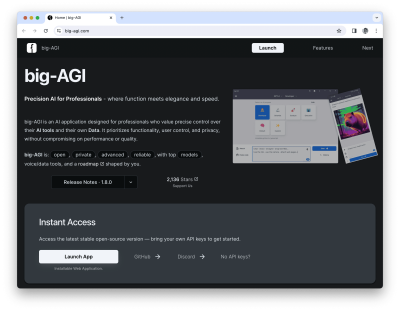 Home | big-AGI
big-agi.com
Launch
Features
Next
big-AGI
Precision AI for Professionals - where function meets elegance and speed.
big-AGI is an AI application designed for professionals who value precise control over
their AI tools and their own Data. It prioritizes functionality, user control, and privacy,
without compromising on performance or quality.
big-AGI is: open , private , advanced , reliable , with top models ,
voice/data tools, and a roadmap shaped by you.
Release Notes - 1.8.0
2,136 Stars
Support Us
Instant Access
Access the latest stable open-source version — bring your own API keys to get started.
Launch App
GitHub
Discord
No API keys?
Installable Web Application.